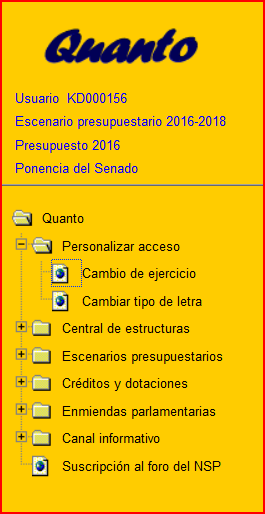 Quanto
Usuario KD000156
Escenario presupuestario 2016-2018
Presupuesto 2016
Ponencia del Senado
Quanto
Personalizar acceso
Cambio de ejercicio
Cambiar tipo de letra
Central de estructuras
Escenarios presupuestarios
Créditos y dotaciones
Enmiendas parlamentarias
Canal informativo
Suscripción al foro del NSP